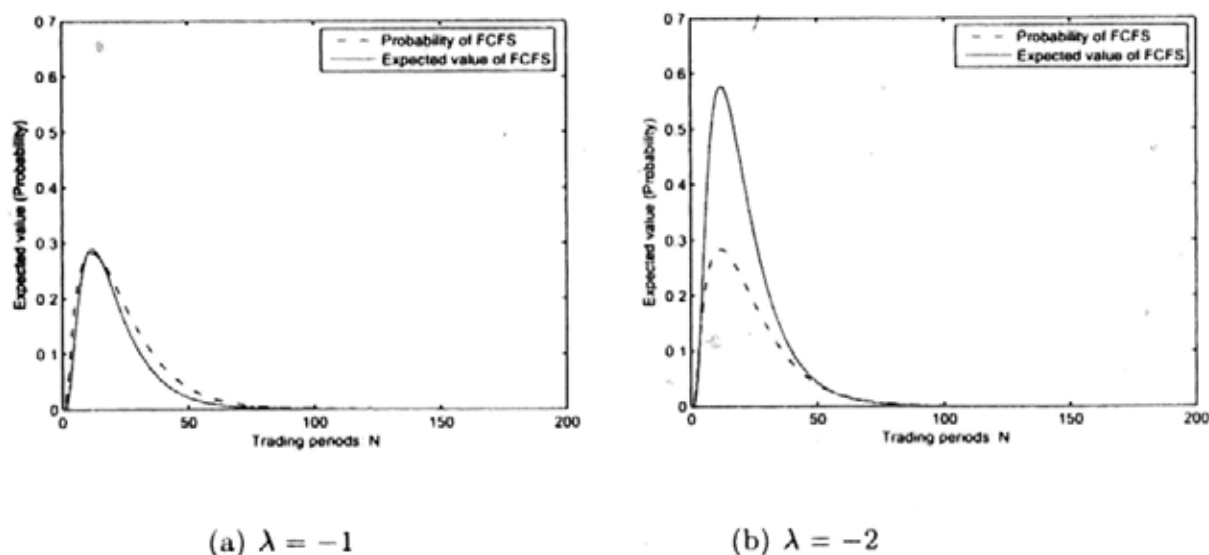 0 7
0 6
0 5
0 4
0.3
0.2
0 1
0
0
50
100
150
200
Expected value (Probability)
Trading periods N
Probability of FCFS
Expected value of FCFS
(a) λ = −1
0 7
0.6
0.5
0 4
0 3
0 2
0 1
0
0
50
100
150
200
Expected value (Probability)
Trading periods N
Probability of FCFS
Expected value of FCFS
(b) λ = −2